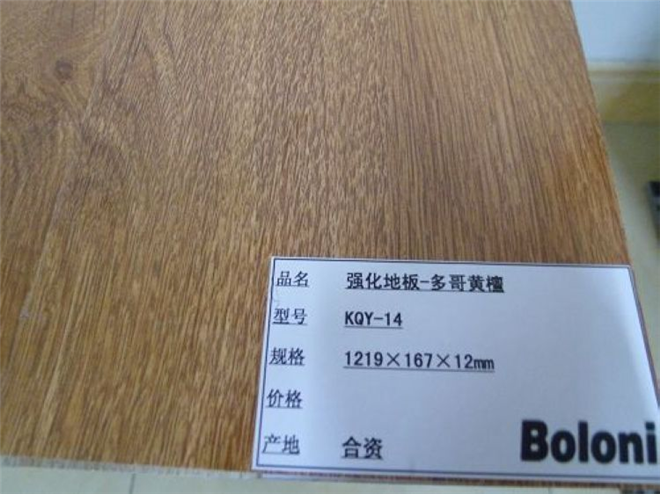 品名 强化地板-多哥黄檀
型号 KQY-14
规格 1219×167×12mm
价格
产地 合资
Boloni